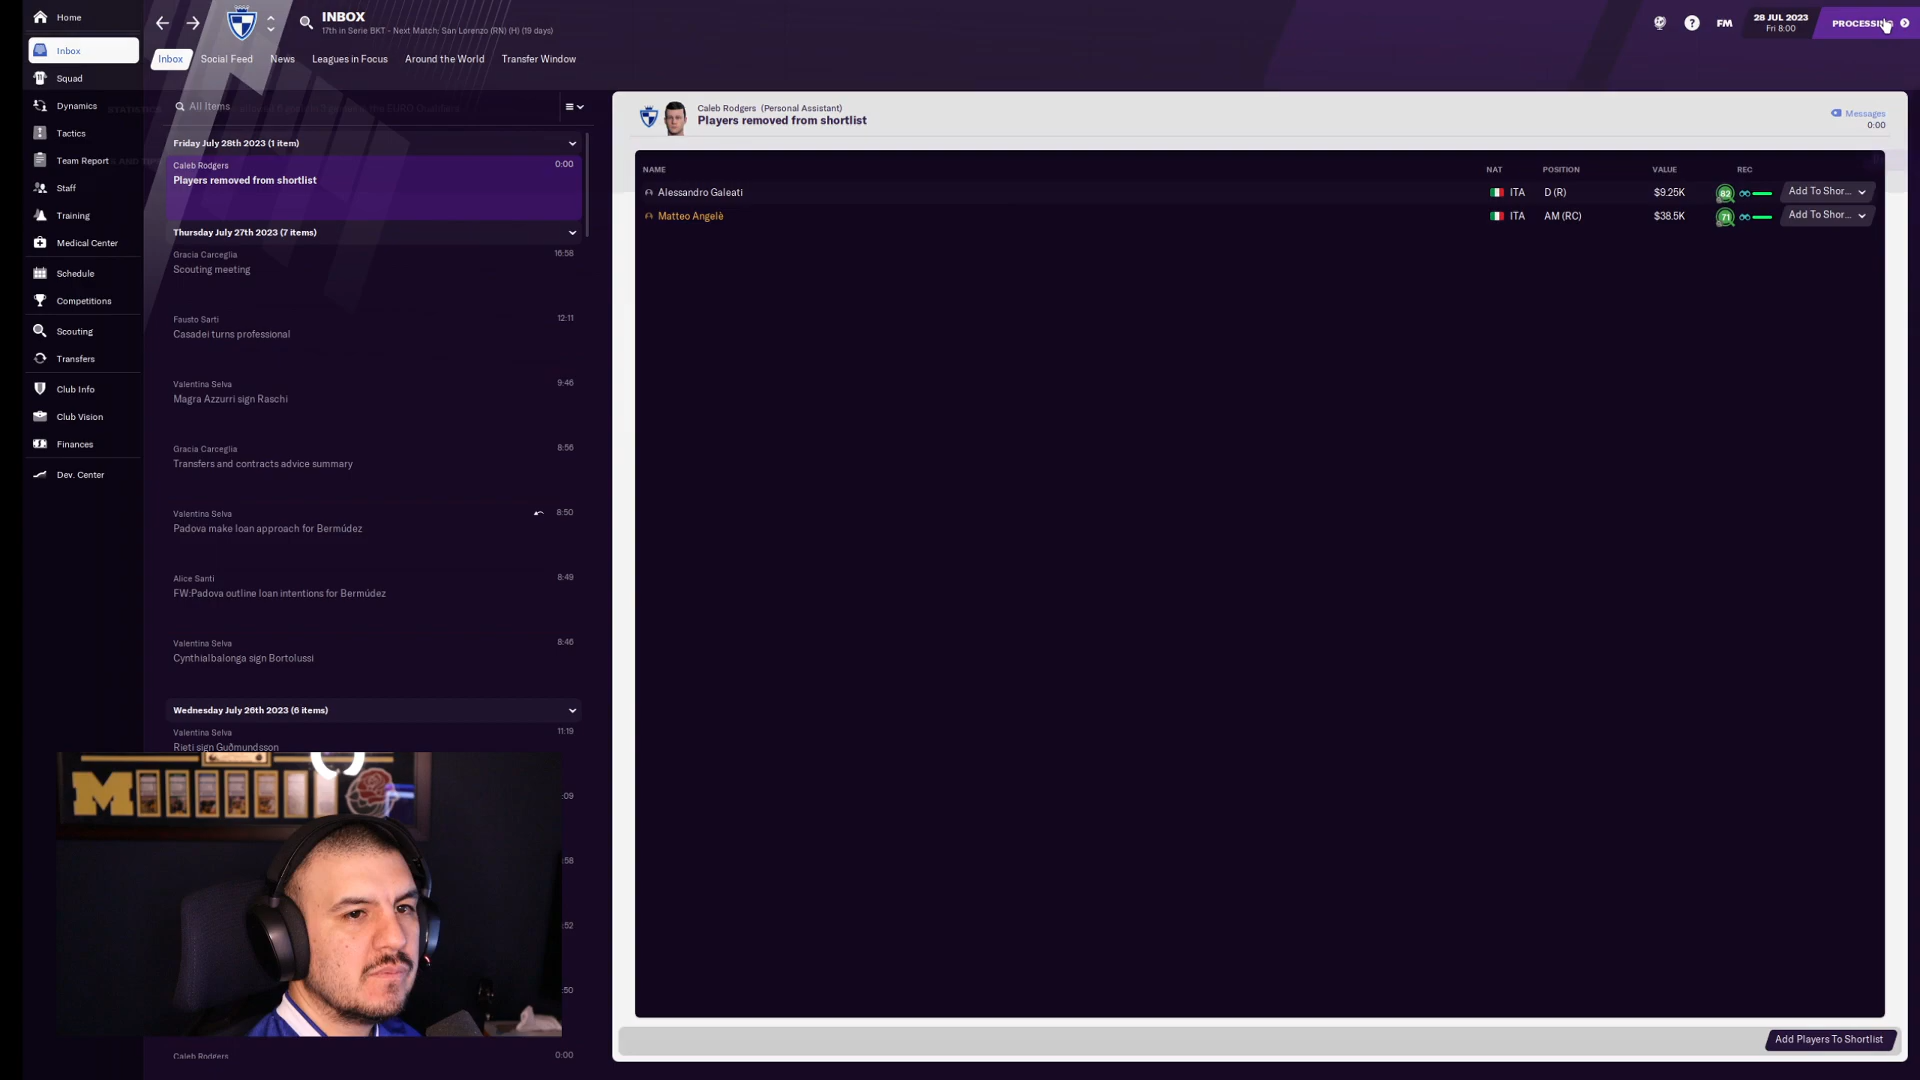 Home
Inbox
Squad
Dynamics
Tactics
Team Report
Staff
Training
Medical Center
Schedule
Competitions
Scouting
Transfers
Club Info
Club Vision
Finances
Dev. Center
INBOX
17th in Serie BKT - Next Match: San Lorenzo (RN) (H) (19 days)
FM
28 JUL 2023
Fri 8:00
Inbox
Social Feed
News
Leagues in Focus
Around the World
Transfer Window
All Items
Friday July 28th 2023 (1 item)
Caleb Rodgers
0:00
Players removed from shortlist
Thursday July 27th 2023 (7 items)
Gracia Carceglia
16:58
Scouting meeting
Fausto Sarti
12:11
Casadei turns professional
Valentina Selva
9:46
Magra Azzurri sign Raschi
Gracia Carceglia
8:56
Transfers and contracts advice summary
Valentina Selva
8:50
Padova make loan approach for Bermúdez
Alice Santi
8:49
FW:Padova outline loan intentions for Bermúdez
Valentina Selva
8:46
Cynthialbalonga sign Bortolussi
Wednesday July 26th 2023 (6 items)
Valentina Selva
11:19
Rieti sign Guðmundsson
:09
:58
:52
:50
Caleb Rodgers
0:00
M
Caleb Rodgers (Personal Assistant)
Players removed from shortlist
Messages
0:00
NAME NAT POSITION VALUE REC
Alessandro Galeati ITA D (R) $9.25K 82 Add To Shor...
Matteo Angelè ITA AM (RC) $38.5K 71 Add To Shor...
Add Players To Shortlist